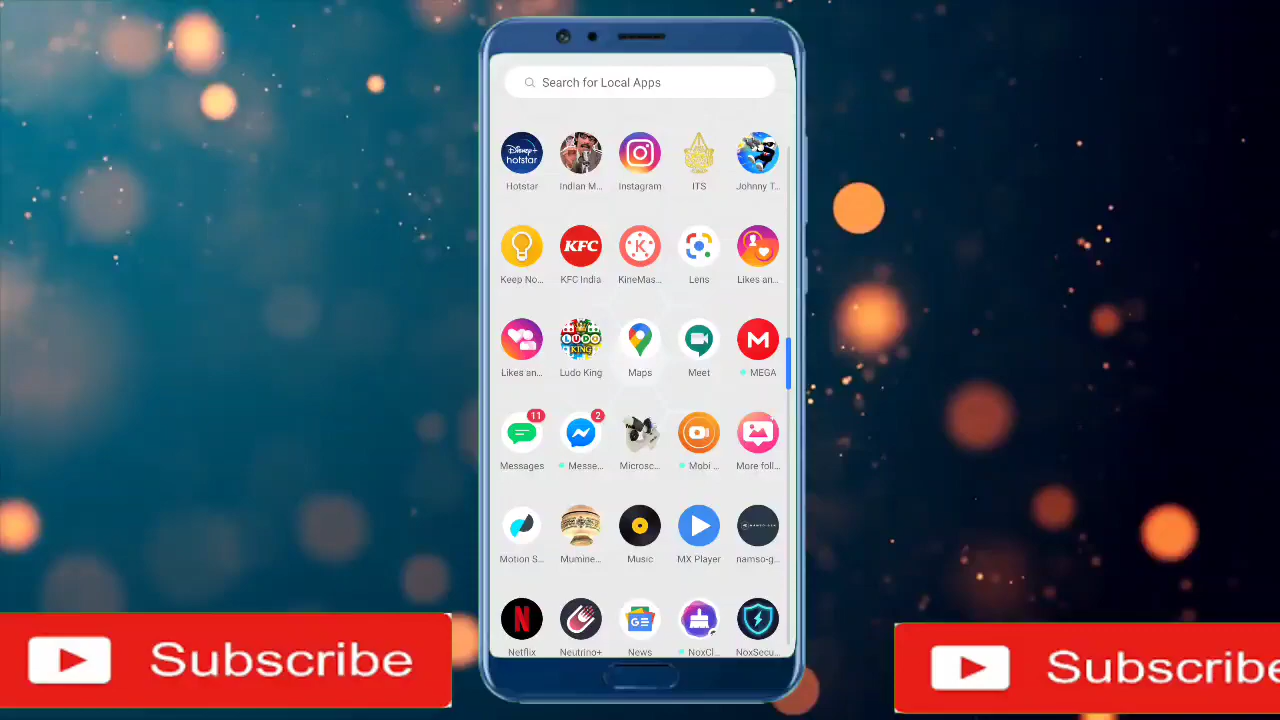 Search for Local Apps
Disney+
hotstar
Hotstar
Indian M...
Instagram
ITS
Johnny T...
KFC
K
Keep No...
KFC India
KineMas...
Lens
Likes an...
LUDO
KING
M
Likes an...
Ludo King
Maps
Meet
MEGA
11
2
Messages
Messe...
Microsc...
Mobi ...
More foll...
Motion S...
Mumine...
Music
MX Player
namso-g...
N
GE
Netflix
Neutrino+
News
NoxCl...
NoxSecu...
Subscribe
Subscribe